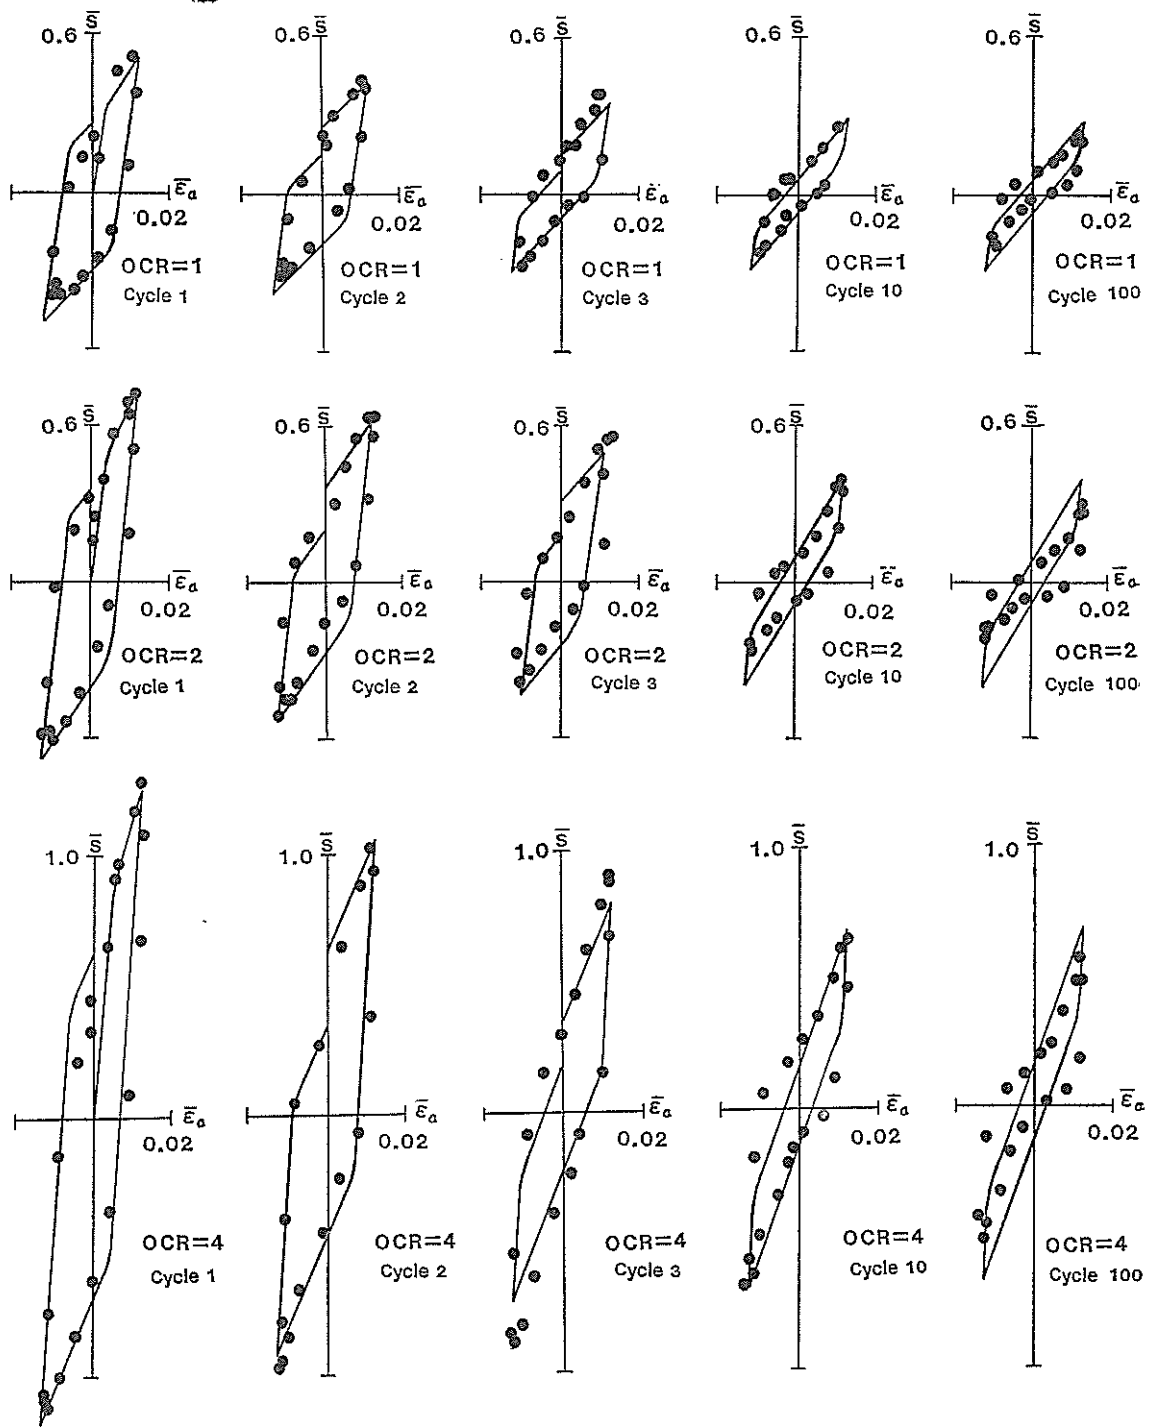 S̄ S̄ S̄ S̄ S̄
0.6 0.6 0.6 0.6 0.6
ε̄a ε̄a ε̄a ε̄a ε̄a
0.02 0.02 0.02 0.02 0.02
OCR=1 OCR=1 OCR=1 OCR=1 OCR=1
Cycle 1 Cycle 2 Cycle 3 Cycle 10 Cycle 100
S̄ S̄ S̄ S̄ S̄
0.6 0.6 0.6 0.6 0.6
ε̄a ε̄a ε̄a ε̄a ε̄a
0.02 0.02 0.02 0.02 0.02
OCR=2 OCR=2 OCR=2 OCR=2 OCR=2
Cycle 1 Cycle 2 Cycle 3 Cycle 10 Cycle 100
S̄ S̄ S̄ S̄ S̄
1.0 1.0 1.0 1.0 1.0
ε̄a ε̄a ε̄a ε̄a ε̄a
0.02 0.02 0.02 0.02 0.02
OCR=4 OCR=4 OCR=4 OCR=4 OCR=4
Cycle 1 Cycle 2 Cycle 3 Cycle 10 Cycle 100